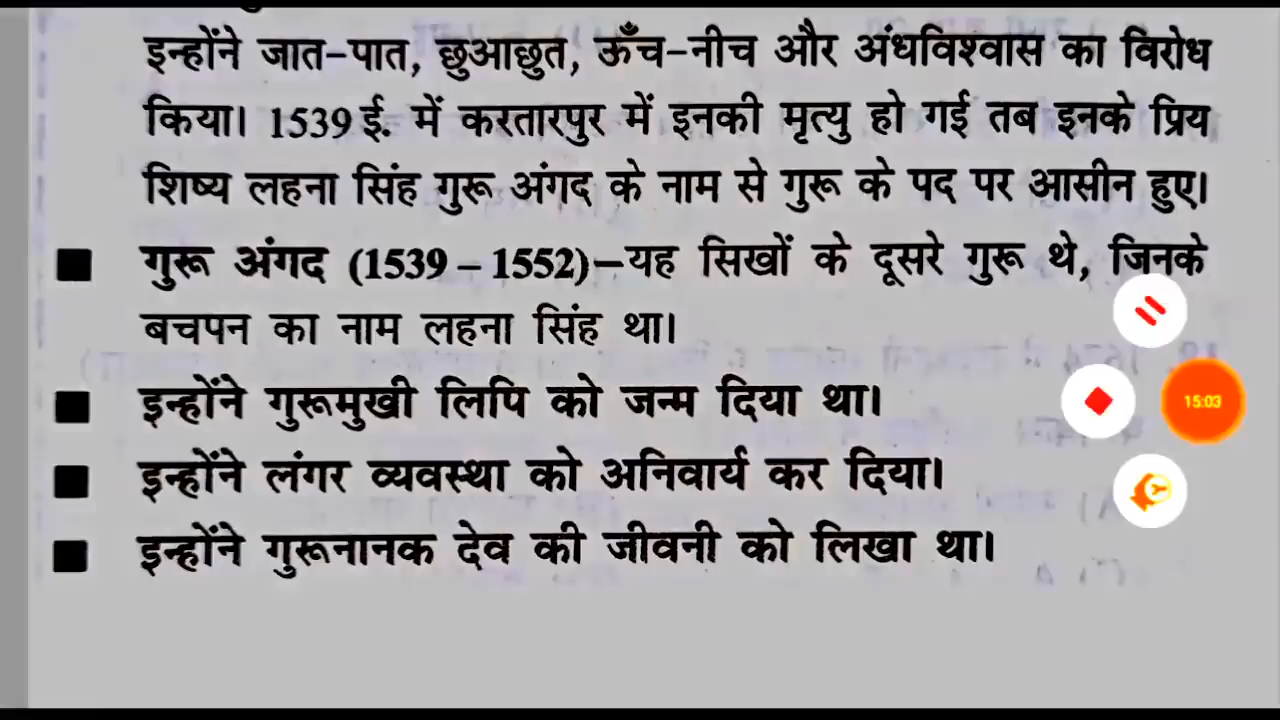 इन्होंने जात-पात, छुआछुत, ऊँच-नीच और अंधविश्वास का विरोध
किया। 1539 ई. में करतारपुर में इनकी मृत्यु हो गई तब इनके प्रिय
शिष्य लहना सिंह गुरू अंगद के नाम से गुरू के पद पर आसीन हुए।
■ गुरू अंगद (1539 – 1552)–यह सिखों के दूसरे गुरू थे, जिनके
बचपन का नाम लहना सिंह था।
■ इन्होंने गुरूमुखी लिपि को जन्म दिया था।
15:03
■ इन्होंने लंगर व्यवस्था को अनिवार्य कर दिया।
■ इन्होंने गुरूनानक देव की जीवनी को लिखा था।